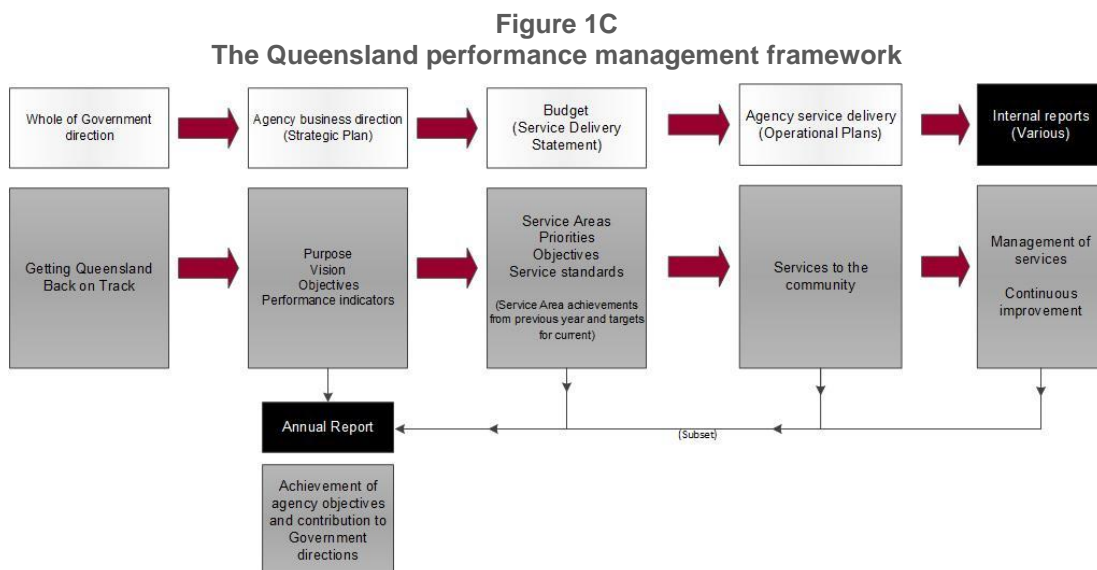 Figure 1C
The Queensland performance management framework
Whole of Government
direction
Agency business direction
(Strategic Plan)
Budget
(Service Delivery
Statement)
Agency service delivery
(Operational Plans)
Internal reports
(Various)
Getting Queensland
Back on Track
Purpose
Vision
Objectives
Performance indicators
Service Areas
Priorities
Objectives
Service standards
(Service Area achievements
from previous year and targets
for current)
Services to the
community
Management of
services
Continuous
improvement
Annual Report
(Subset)
Achievement of
agency objectives
and contribution to
Government
directions